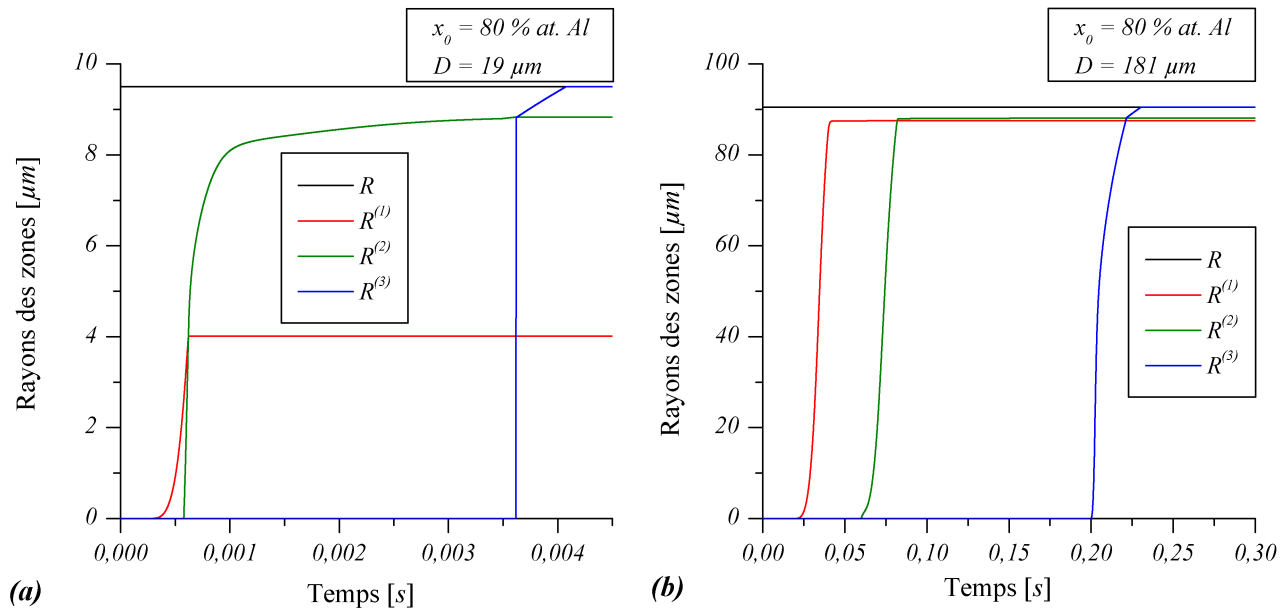 x0 = 80 % at. Al
D = 19 µm
10
8
6
4
2
0
Rayons des zones [µm]
R
R(1)
R(2)
R(3)
0,000
0,001
0,002
0,003
0,004
Temps [s]
(a)
x0 = 80 % at. Al
D = 181 µm
100
80
60
40
20
0
Rayons des zones [µm]
R
R(1)
R(2)
R(3)
0,00
0,05
0,10
0,15
0,20
0,25
0,30
Temps [s]
(b)